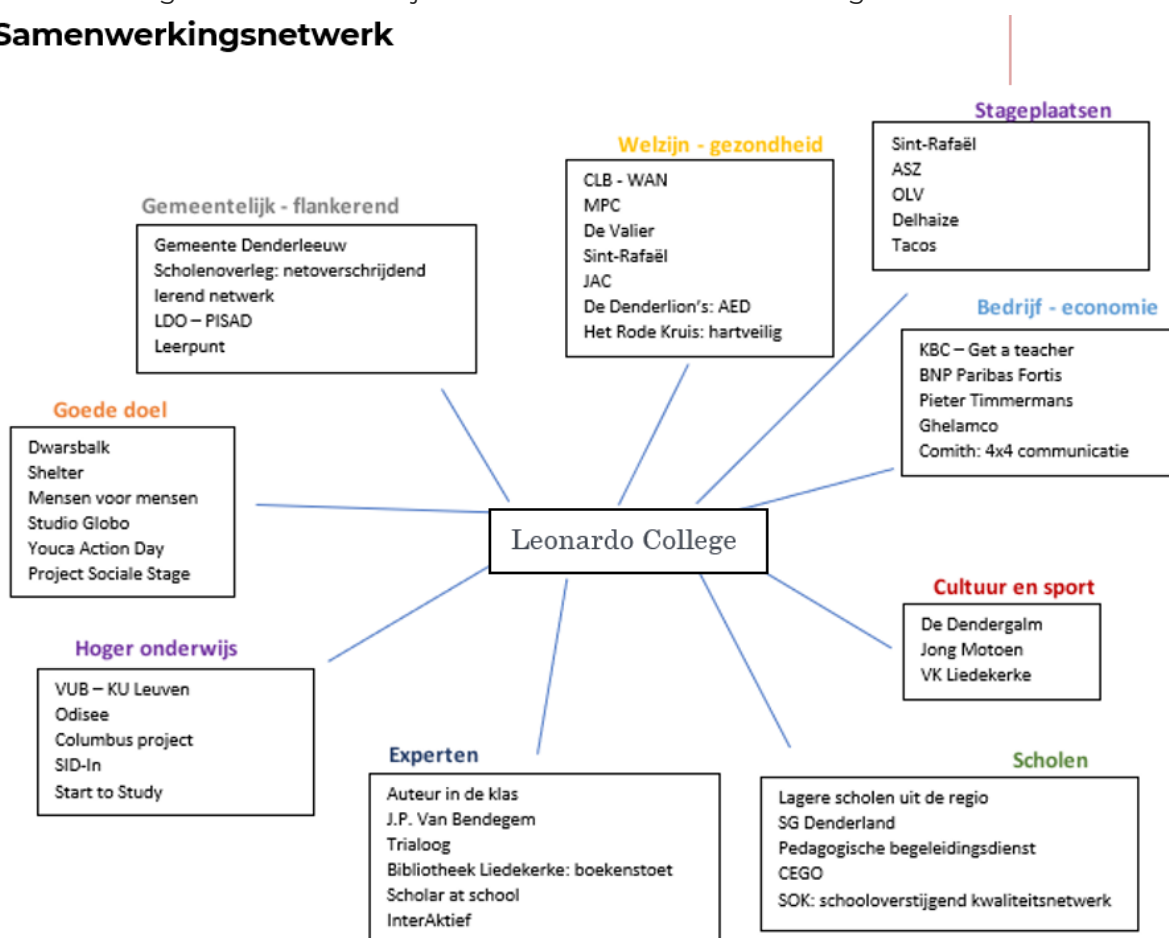 Samenwerkingsnetwerk
Stageplaatsen
Sint-Rafaël
ASZ
OLV
Delhaize
Tacos
Welzijn - gezondheid
CLB - WAN
MPC
De Valier
Sint-Rafaël
JAC
De Denderlion's: AED
Het Rode Kruis: hartveilig
Gemeentelijk - flankerend
Gemeente Denderleeuw
Scholenoverleg: netoverschrijdend
lerend netwerk
LDO – PISAD
Leerpunt
Bedrijf - economie
KBC – Get a teacher
BNP Paribas Fortis
Pieter Timmermans
Ghelamco
Comith: 4x4 communicatie
Goede doel
Dwarsbalk
Shelter
Mensen voor mensen
Studio Globo
Youca Action Day
Project Sociale Stage
Leonardo College
Cultuur en sport
De Dendergalm
Jong Motoen
VK Liedekerke
Hoger onderwijs
VUB – KU Leuven
Odisee
Columbus project
SID-In
Start to Study
Experten
Auteur in de klas
J.P. Van Bendegem
Trialoog
Bibliotheek Liedekerke: boekenstoet
Scholar at school
InterAktief
Scholen
Lagere scholen uit de regio
SG Denderland
Pedagogische begeleidingsdienst
CEGO
SOK: schooloverstijgend kwaliteitsnetwerk